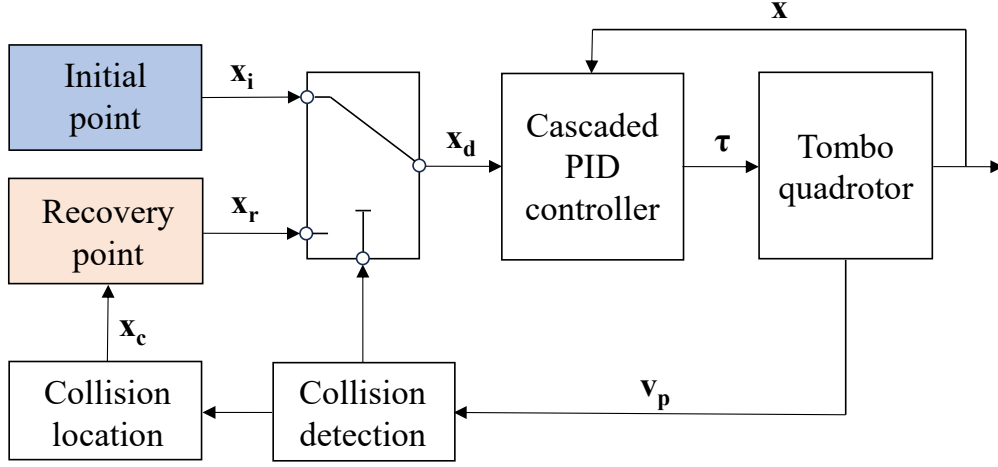 x
Initial
point
x_i
Cascaded
PID
controller
τ
Tombo
quadrotor
x_d
Recovery
point
x_r
x_c
Collision
location
Collision
detection
v_p